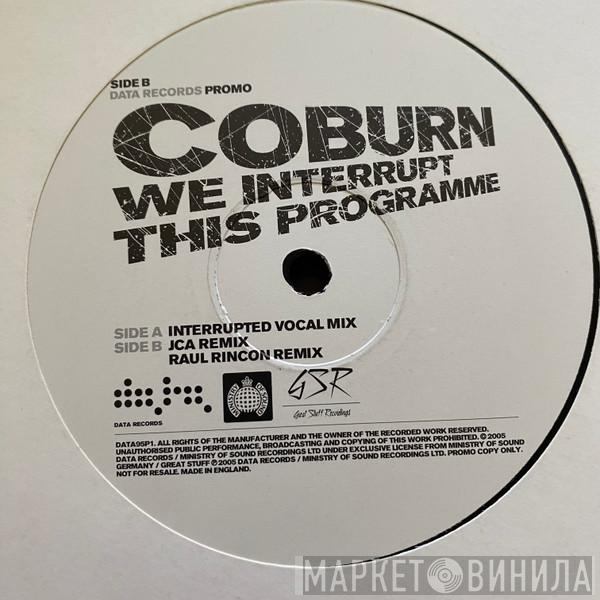 SIDE B
DATA RECORDS PROMO
COBURN
WE INTERRUPT
THIS PROGRAMME
SIDE A INTERRUPTED VOCAL MIX
SIDE B JCA REMIX
RAUL RINCON REMIX
DATA RECORDS
MINISTRY OF SOUND
GSR
Great Stuff Recordings
DATA95P1. ALL RIGHTS OF THE MANUFACTURER AND THE OWNER OF THE RECORDED WORK RESERVED.
UNAUTHORISED PUBLIC PERFORMANCE, BROADCASTING AND COPYING OF THIS WORK PROHIBITED. © 2005
DATA RECORDS / MINISTRY OF SOUND RECORDINGS LTD UNDER EXCLUSIVE LICENSE FROM MINISTRY OF SOUND
GERMANY / GREAT STUFF ℗ 2005 DATA RECORDS / MINISTRY OF SOUND RECORDINGS LTD. PROMO COPY ONLY.
NOT FOR RESALE. MADE IN ENGLAND.
МАРКЕТ ВИНИЛА